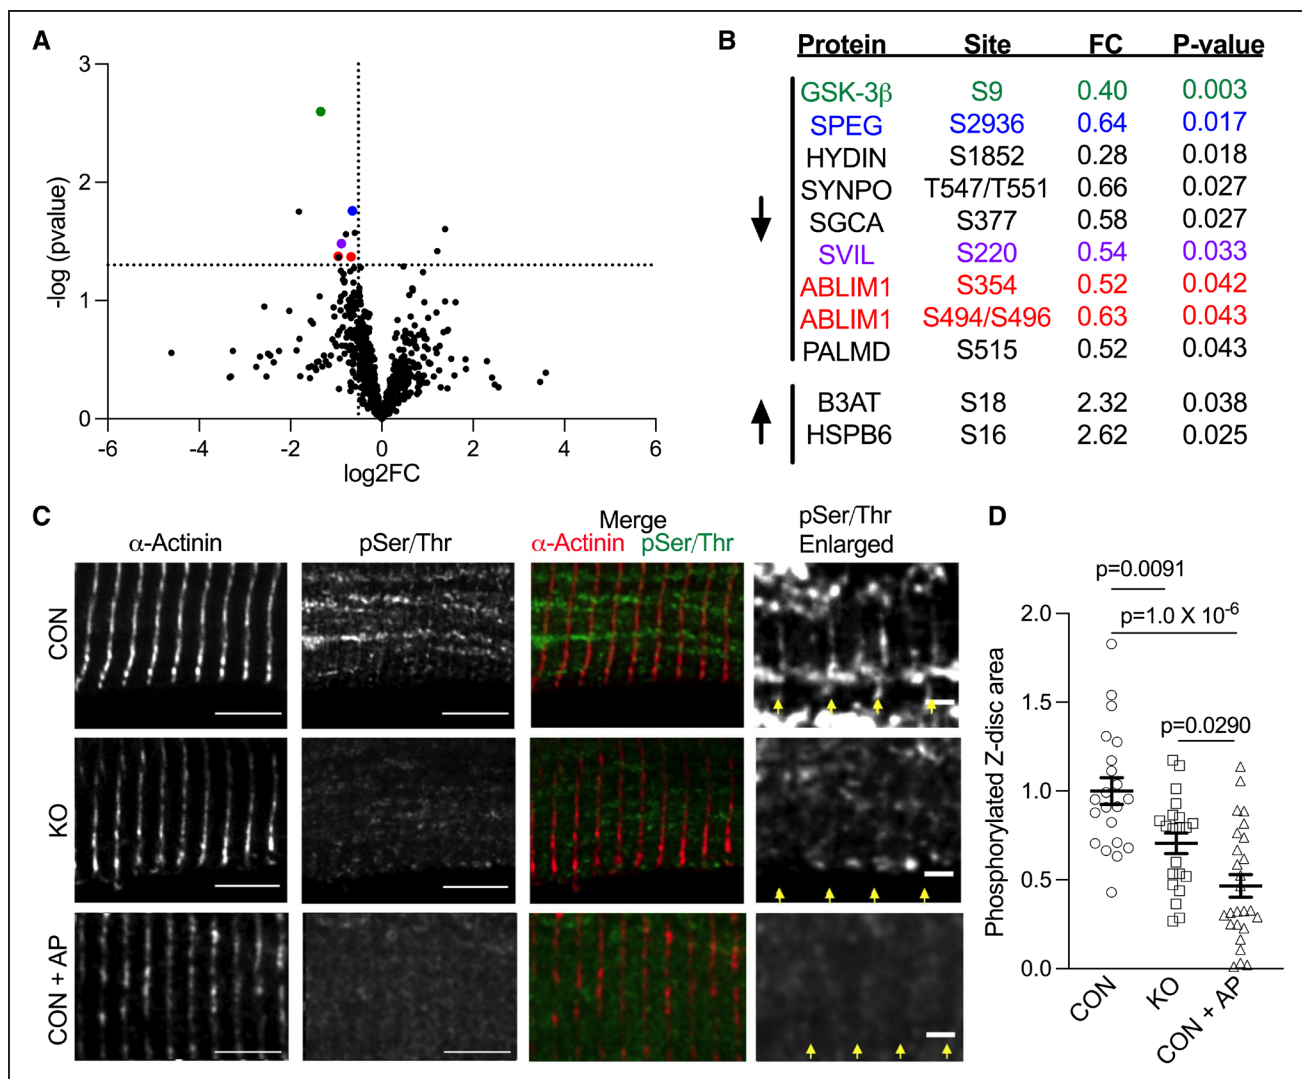 A
3
2
1
0
-log (pvalue)
-6
-4
-2
0
2
4
6
log2FC
B
Protein Site FC P-value
GSK-3β S9 0.40 0.003
SPEG S2936 0.64 0.017
HYDIN S1852 0.28 0.018
SYNPO T547/T551 0.66 0.027
SGCA S377 0.58 0.027
SVIL S220 0.54 0.033
ABLIM1 S354 0.52 0.042
ABLIM1 S494/S496 0.63 0.043
PALMD S515 0.52 0.043
B3AT S18 2.32 0.038
HSPB6 S16 2.62 0.025
C
α-Actinin
pSer/Thr
Merge
α-Actinin pSer/Thr
pSer/Thr
Enlarged
CON
KO
CON + AP
D
p=0.0091
p=1.0 X 10-6
p=0.0290
Phosphorylated Z-disc area
2.0
1.5
1.0
0.5
0.0
CON
KO
CON + AP